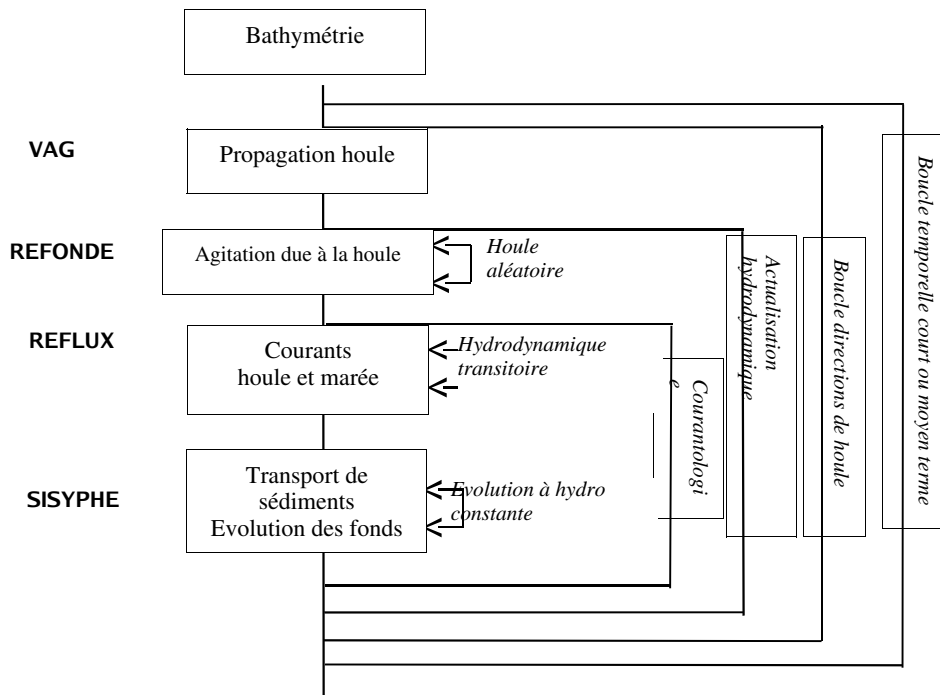 Bathymétrie
VAG
Propagation houle
REFONDE
Agitation due à la houle
Houle
aléatoire
REFLUX
Courants
houle et marée
Hydrodynamique
transitoire
SISYPHE
Transport de
sédiments
Evolution des fonds
Evolution à hydro
constante
Courantologi
e
Actualisation
hydrodynamique
Boucle directions de houle
Boucle temporelle court ou moyen terme